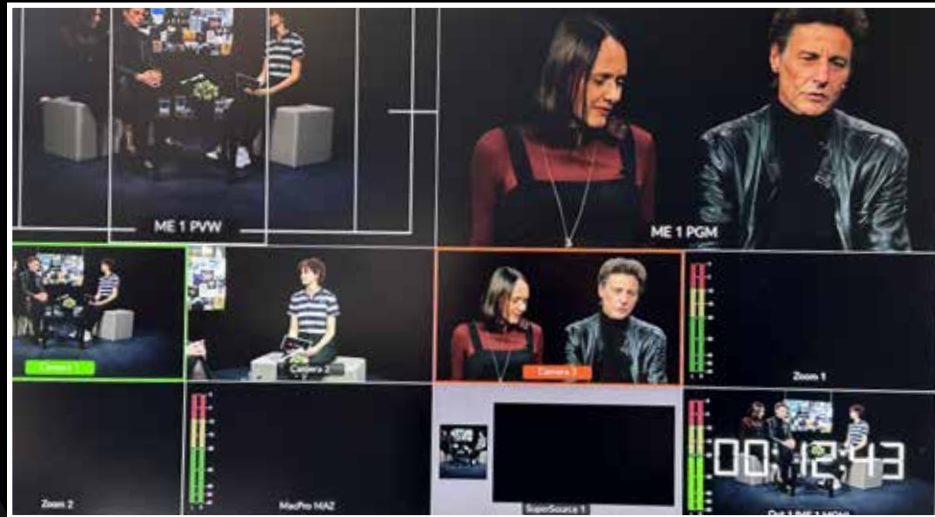 ME 1 PVW
ME 1 PGM
Camera 1
Camera 2
Camera 3
Zoom 1
Zoom 2
MacPro MA2
SuperSource 1
00:12:43